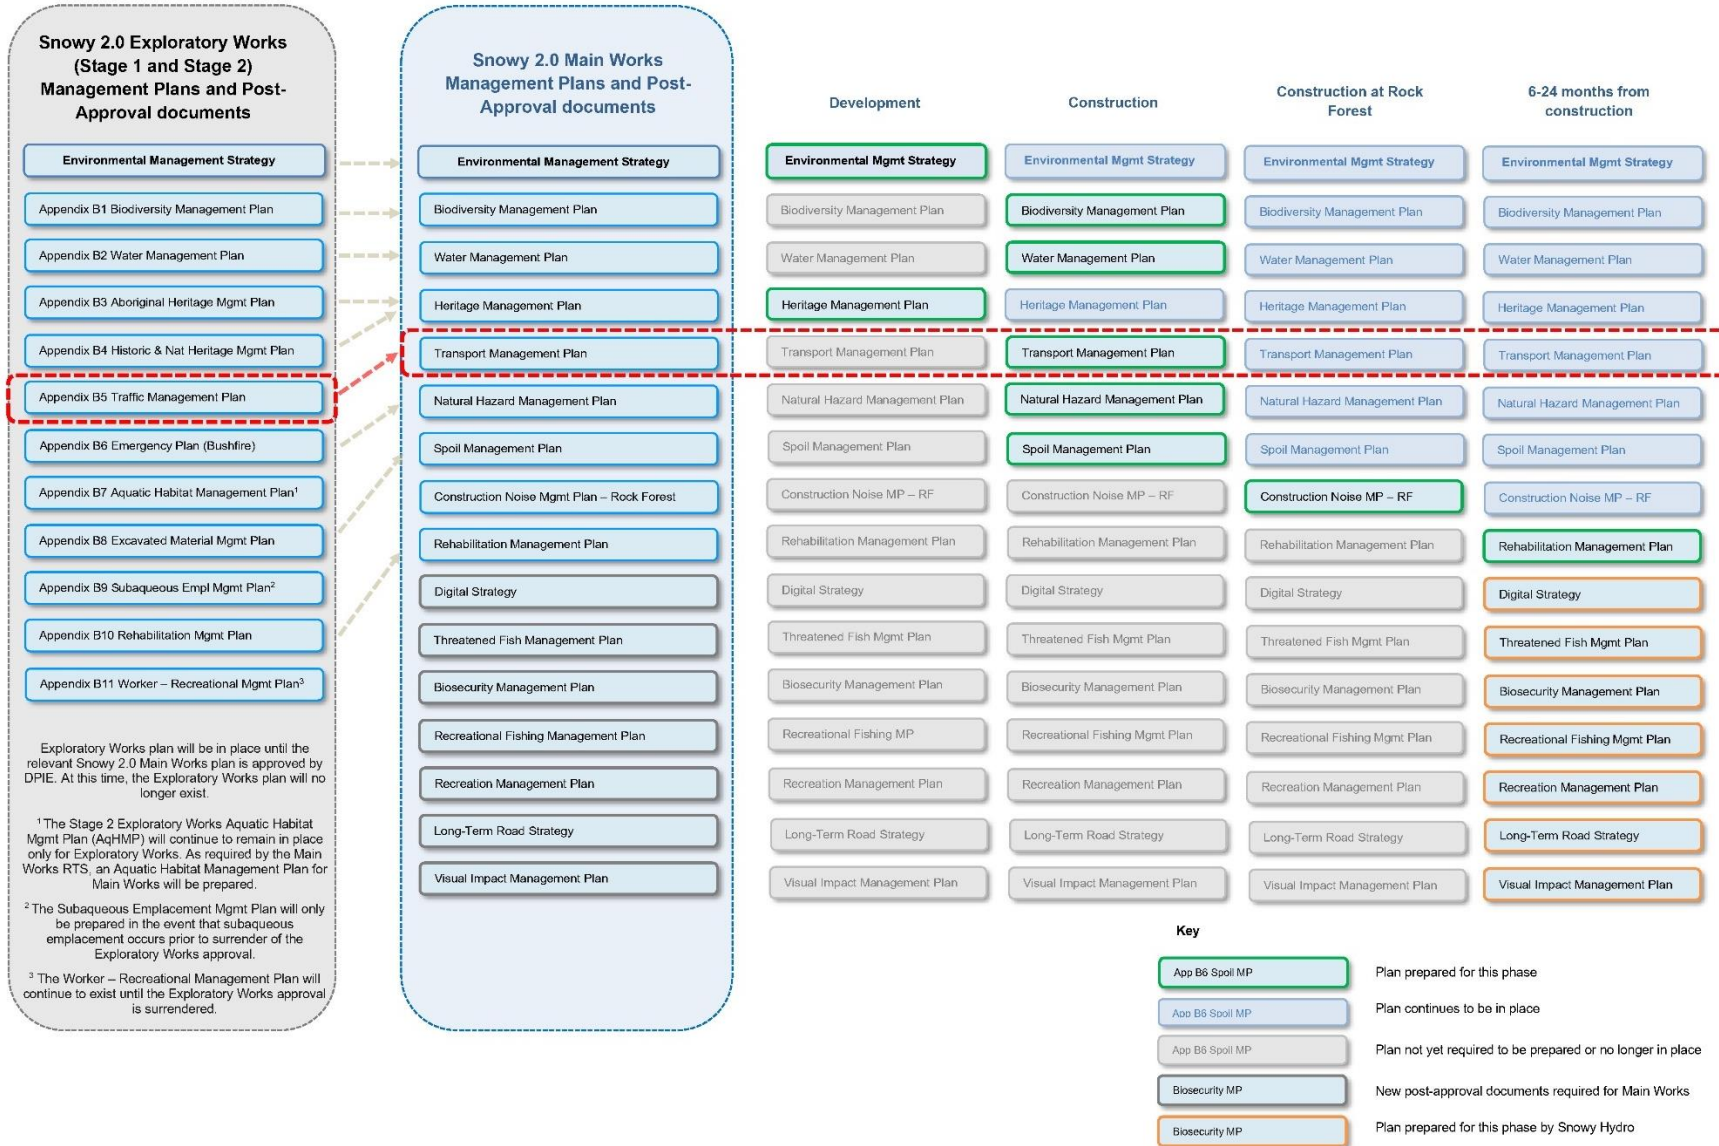 Snowy 2.0 Exploratory Works
(Stage 1 and Stage 2)
Management Plans and Post-
Approval documents
Environmental Management Strategy
Appendix B1 Biodiversity Management Plan
Appendix B2 Water Management Plan
Appendix B3 Aboriginal Heritage Mgmt Plan
Appendix B4 Historic & Nat Heritage Mgmt Plan
Appendix B5 Traffic Management Plan
Appendix B6 Emergency Plan (Bushfire)
Appendix B7 Aquatic Habitat Management Plan¹
Appendix B8 Excavated Material Mgmt Plan
Appendix B9 Subaqueous Empl Mgmt Plan²
Appendix B10 Rehabilitation Mgmt Plan
Appendix B11 Worker – Recreational Mgmt Plan³
Exploratory Works plan will be in place until the
relevant Snowy 2.0 Main Works plan is approved by
DPIE. At this time, the Exploratory Works plan will no
longer exist.
¹ The Stage 2 Exploratory Works Aquatic Habitat
Mgmt Plan (AqHMP) will continue to remain in place
only for Exploratory Works. As required by the Main
Works RTS, an Aquatic Habitat Management Plan for
Main Works will be prepared.
² The Subaqueous Emplacement Mgmt Plan will only
be prepared in the event that subaqueous
emplacement occurs prior to surrender of the
Exploratory Works approval.
³ The Worker – Recreational Management Plan will
continue to exist until the Exploratory Works approval
is surrendered.
Snowy 2.0 Main Works
Management Plans and Post-
Approval documents
Environmental Management Strategy
Biodiversity Management Plan
Water Management Plan
Heritage Management Plan
Transport Management Plan
Natural Hazard Management Plan
Spoil Management Plan
Construction Noise Mgmt Plan – Rock Forest
Rehabilitation Management Plan
Digital Strategy
Threatened Fish Management Plan
Biosecurity Management Plan
Recreational Fishing Management Plan
Recreation Management Plan
Long-Term Road Strategy
Visual Impact Management Plan
Development
Environmental Mgmt Strategy
Biodiversity Management Plan
Water Management Plan
Heritage Management Plan
Transport Management Plan
Natural Hazard Management Plan
Spoil Management Plan
Construction Noise MP – RF
Rehabilitation Management Plan
Digital Strategy
Threatened Fish Mgmt Plan
Biosecurity Management Plan
Recreational Fishing MP
Recreation Management Plan
Long-Term Road Strategy
Visual Impact Management Plan
Construction
Environmental Mgmt Strategy
Biodiversity Management Plan
Water Management Plan
Heritage Management Plan
Transport Management Plan
Natural Hazard Management Plan
Spoil Management Plan
Construction Noise MP – RF
Rehabilitation Management Plan
Digital Strategy
Threatened Fish Mgmt Plan
Biosecurity Management Plan
Recreational Fishing Mgmt Plan
Recreation Management Plan
Long-Term Road Strategy
Visual Impact Management Plan
Construction at Rock
Forest
Environmental Mgmt Strategy
Biodiversity Management Plan
Water Management Plan
Heritage Management Plan
Transport Management Plan
Natural Hazard Management Plan
Spoil Management Plan
Construction Noise MP – RF
Rehabilitation Management Plan
Digital Strategy
Threatened Fish Mgmt Plan
Biosecurity Management Plan
Recreational Fishing Mgmt Plan
Recreation Management Plan
Long-Term Road Strategy
Visual Impact Management Plan
6-24 months from
construction
Environmental Mgmt Strategy
Biodiversity Management Plan
Water Management Plan
Heritage Management Plan
Transport Management Plan
Natural Hazard Management Plan
Spoil Management Plan
Construction Noise MP – RF
Rehabilitation Management Plan
Digital Strategy
Threatened Fish Mgmt Plan
Biosecurity Management Plan
Recreational Fishing Mgmt Plan
Recreation Management Plan
Long-Term Road Strategy
Visual Impact Management Plan
Key
App B6 Spoil MP
Plan prepared for this phase
App B6 Spoil MP
Plan continues to be in place
App B6 Spoil MP
Plan not yet required to be prepared or no longer in place
Biosecurity MP
New post-approval documents required for Main Works
Biosecurity MP
Plan prepared for this phase by Snowy Hydro